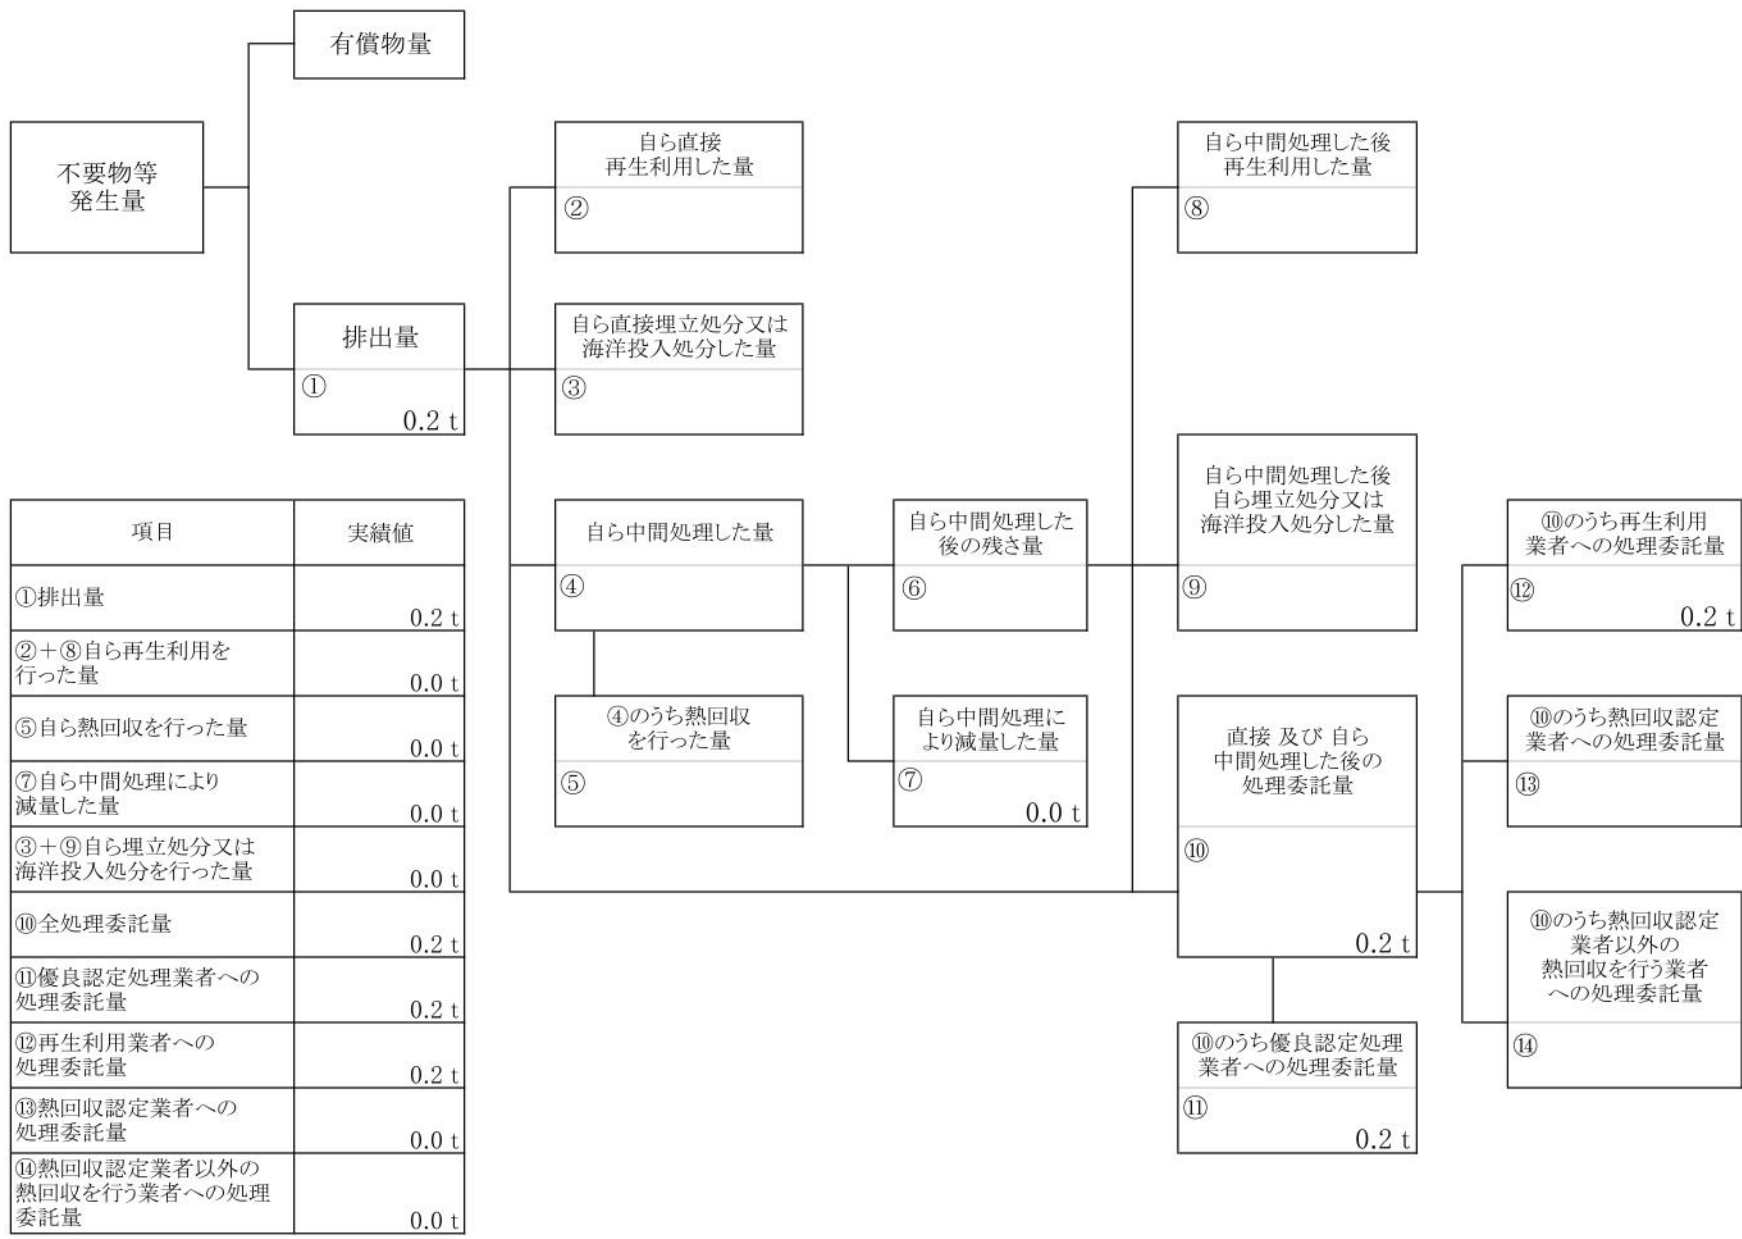 有償物量
不要物等
発生量
排出量
①
0.2 t
自ら直接
再生利用した量
②
自ら直接埋立処分又は
海洋投入処分した量
③
自ら中間処理した量
④
④のうち熱回収
を行った量
⑤
自ら中間処理した
後の残さ量
⑥
自ら中間処理に
より減量した量
⑦
0.0 t
自ら中間処理した後
再生利用した量
⑧
自ら中間処理した後
自ら埋立処分又は
海洋投入処分した量
⑨
直接 及び 自ら
中間処理した後の
処理委託量
⑩
0.2 t
⑩のうち優良認定処理
業者への処理委託量
⑪
0.2 t
⑩のうち再生利用
業者への処理委託量
⑫
0.2 t
⑩のうち熱回収認定
業者への処理委託量
⑬
⑩のうち熱回収認定
業者以外の
熱回収を行う業者
への処理委託量
⑭
項目 実績値
①排出量
0.2 t
②+⑧自ら再生利用を
行った量
0.0 t
⑤自ら熱回収を行った量
0.0 t
⑦自ら中間処理により
減量した量
0.0 t
③+⑨自ら埋立処分又は
海洋投入処分を行った量
0.0 t
⑩全処理委託量
0.2 t
⑪優良認定処理業者への
処理委託量
0.2 t
⑫再生利用業者への
処理委託量
0.2 t
⑬熱回収認定業者への
処理委託量
0.0 t
⑭熱回収認定業者以外の
熱回収を行う業者への処理
委託量
0.0 t